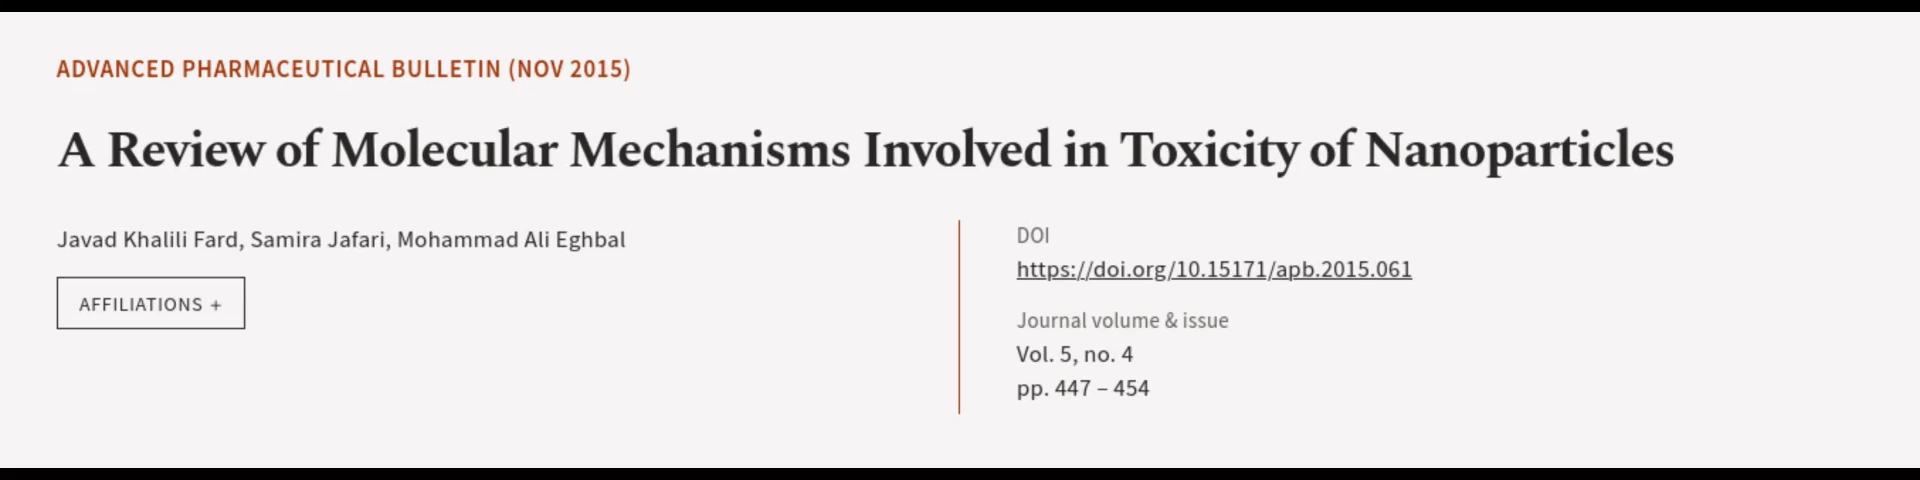 ADVANCED PHARMACEUTICAL BULLETIN (NOV 2015)
A Review of Molecular Mechanisms Involved in Toxicity of Nanoparticles
Javad Khalili Fard, Samira Jafari, Mohammad Ali Eghbal
AFFILIATIONS +
DOI
https://doi.org/10.15171/apb.2015.061
Journal volume & issue
Vol. 5, no. 4
pp. 447 – 454